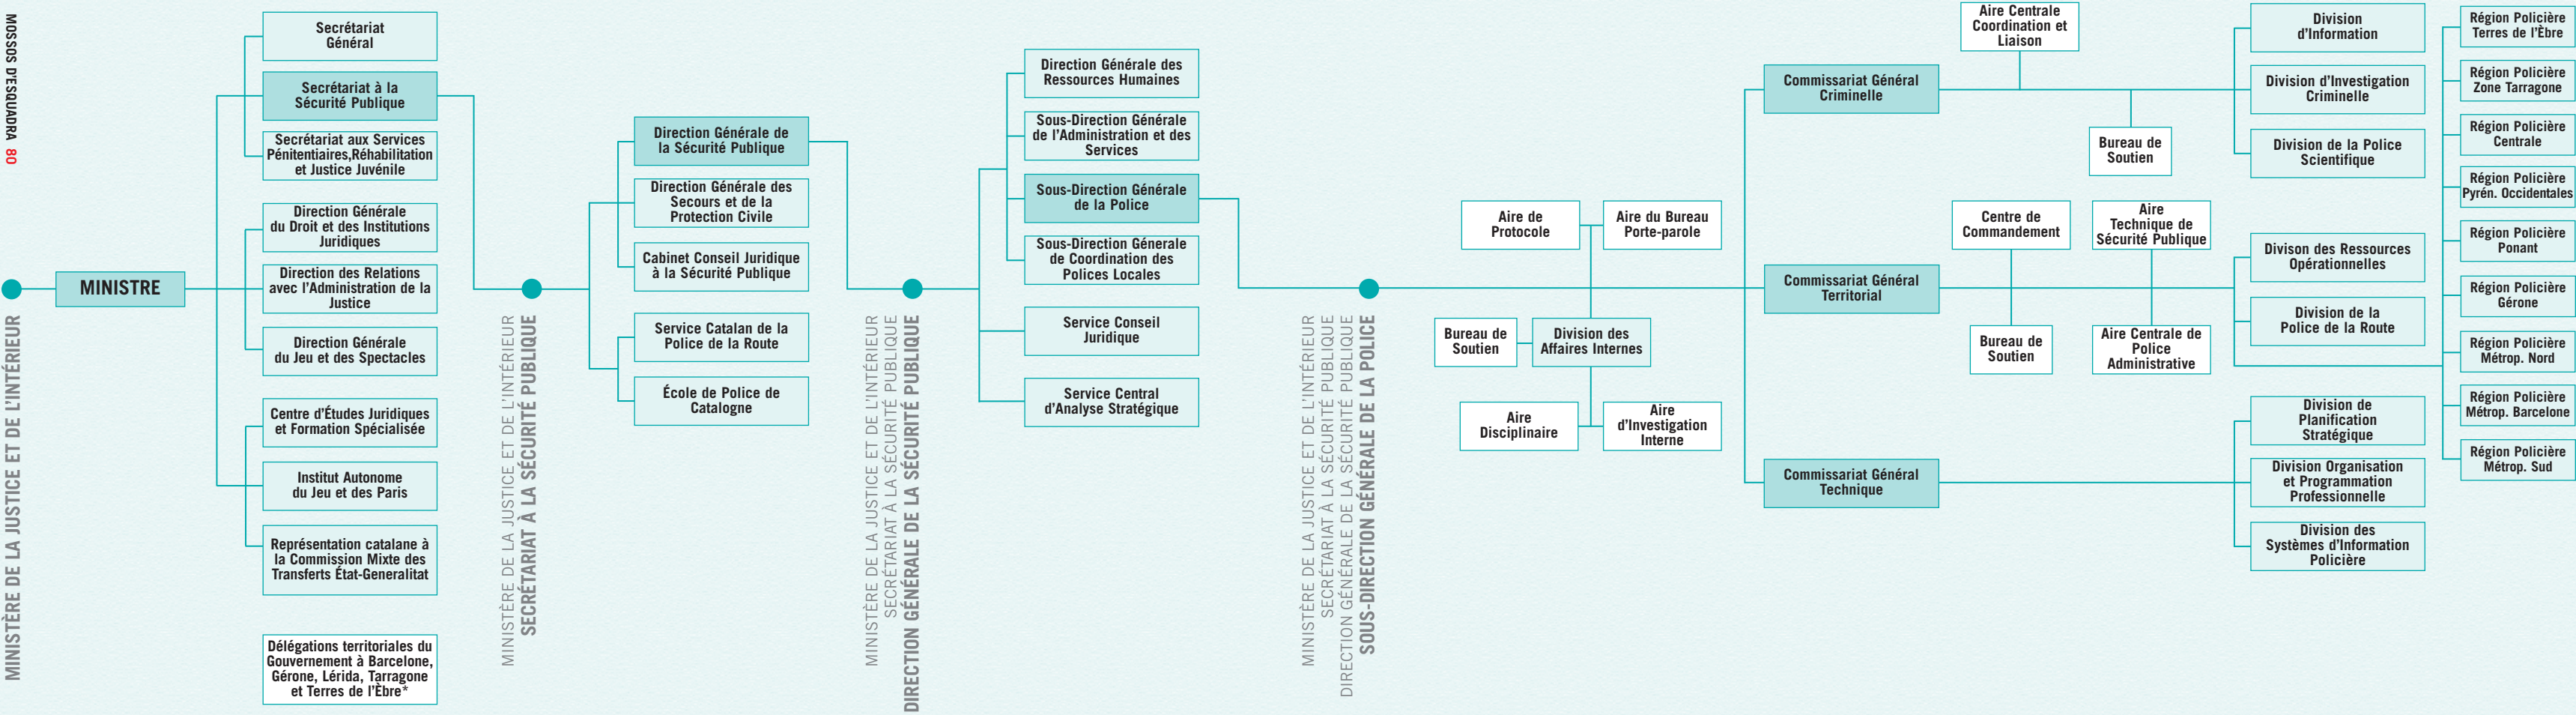 MOSSOS D'ESQUADRA 80
MINISTÈRE DE LA JUSTICE ET DE L'INTÉRIEUR
MINISTRE
Secrétariat
Général
Secrétariat à la
Sécurité Publique
Secrétariat aux Services
Pénitentiaires,Réhabilitation
et Justice Juvénile
Direction Générale
du Droit et des Institutions
Juridiques
Direction des Relations
avec l'Administration de la
Justice
Direction Générale
du Jeu et des Spectacles
Centre d'Études Juridiques
et Formation Spécialisée
Institut Autonome
du Jeu et des Paris
Représentation catalane à
la Commission Mixte des
Transferts État-Generalitat
Délégations territoriales du
Gouvernement à Barcelone,
Gérone, Lérida, Tarragone
et Terres de l'Èbre*
MINISTÈRE DE LA JUSTICE ET DE L'INTÉRIEUR
SECRÉTARIAT À LA SÉCURITÉ PUBLIQUE
Direction Générale de
la Sécurité Publique
Direction Générale des
Secours et de la
Protection Civile
Cabinet Conseil Juridique
à la Sécurité Publique
Service Catalan de la
Police de la Route
École de Police de
Catalogne
MINISTÈRE DE LA JUSTICE ET DE L'INTÉRIEUR
SECRÉTARIAT À LA SÉCURITÉ PUBLIQUE
DIRECTION GÉNÉRALE DE LA SÉCURITÉ PUBLIQUE
Direction Générale des
Ressources Humaines
Sous-Direction Générale
de l'Administration et des
Services
Sous-Direction Générale
de la Police
Sous-Direction Génerale
de Coordination des
Polices Locales
Service Conseil
Juridique
Service Central
d'Analyse Stratégique
MINISTÈRE DE LA JUSTICE ET DE L'INTÉRIEUR
SECRÉTARIAT À LA SÉCURITÉ PUBLIQUE
DIRECTION GÉNÉRALE DE LA SÉCURITÉ PUBLIQUE
SOUS-DIRECTION GÉNÉRALE DE LA POLICE
Aire de
Protocole
Aire du Bureau
Porte-parole
Bureau de
Soutien
Division des
Affaires Internes
Aire
Disciplinaire
Aire
d'Investigation
Interne
Commissariat Général
Criminelle
Aire Centrale
Coordination et
Liaison
Bureau de
Soutien
Division
d'Information
Division d'Investigation
Criminelle
Division de la Police
Scientifique
Commissariat Général
Territorial
Centre de
Commandement
Aire
Technique de
Sécurité Publique
Bureau de
Soutien
Aire Centrale de
Police
Administrative
Divison des Ressources
Opérationnelles
Division de la
Police de la Route
Commissariat Général
Technique
Division de
Planification
Stratégique
Division Organisation
et Programmation
Professionnelle
Division des
Systèmes d'Information
Policière
Région Policière
Terres de l'Èbre
Région Policière
Zone Tarragone
Région Policière
Centrale
Région Policière
Pyrén. Occidentales
Région Policière
Ponant
Région Policière
Gérone
Région Policière
Métrop. Nord
Région Policière
Métrop. Barcelone
Région Policière
Métrop. Sud